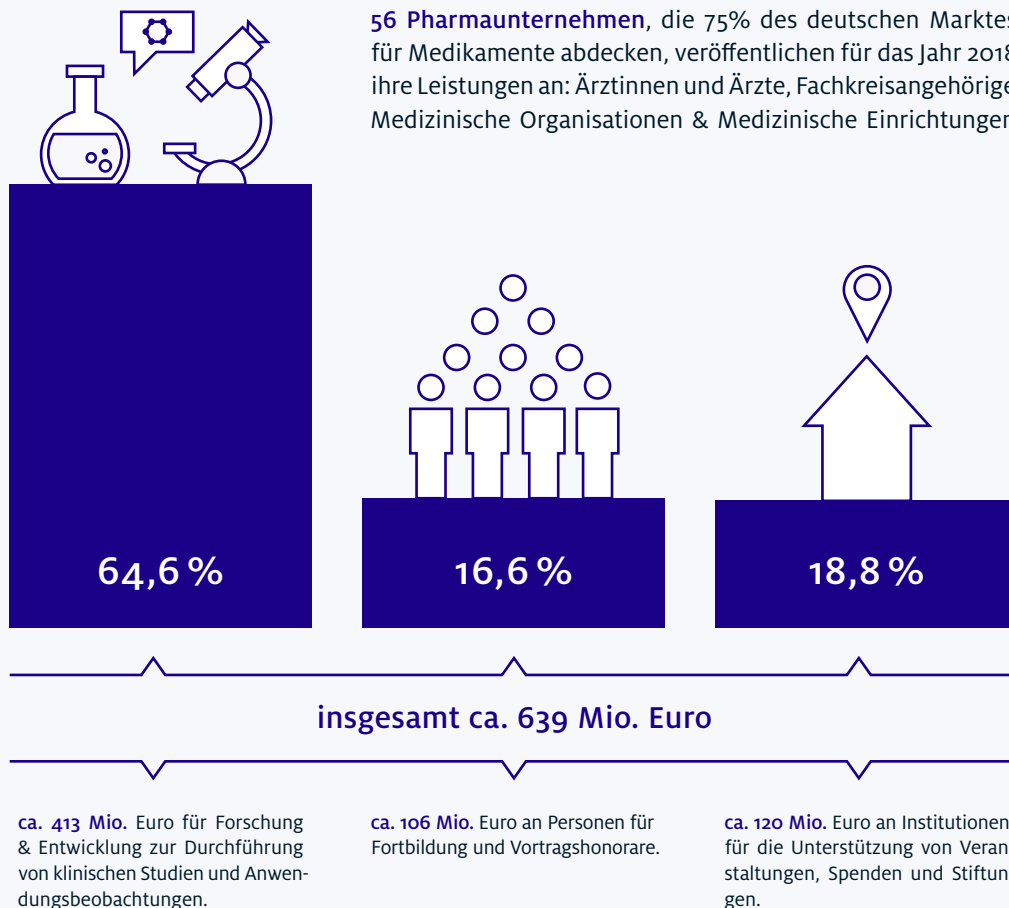 56 Pharmaunternehmen, die 75% des deutschen Marktes
für Medikamente abdecken, veröffentlichen für das Jahr 2018
ihre Leistungen an: Ärztinnen und Ärzte, Fachkreisangehörige
Medizinische Organisationen & Medizinische Einrichtungen
64,6 %
16,6 %
18,8 %
insgesamt ca. 639 Mio. Euro
ca. 413 Mio. Euro für Forschung
& Entwicklung zur Durchführung
von klinischen Studien und Anwen-
dungsbeobachtungen.
ca. 106 Mio. Euro an Personen für
Fortbildung und Vortragshonorare.
ca. 120 Mio. Euro an Institutionen
für die Unterstützung von Veran
staltungen, Spenden und Stiftun
gen.